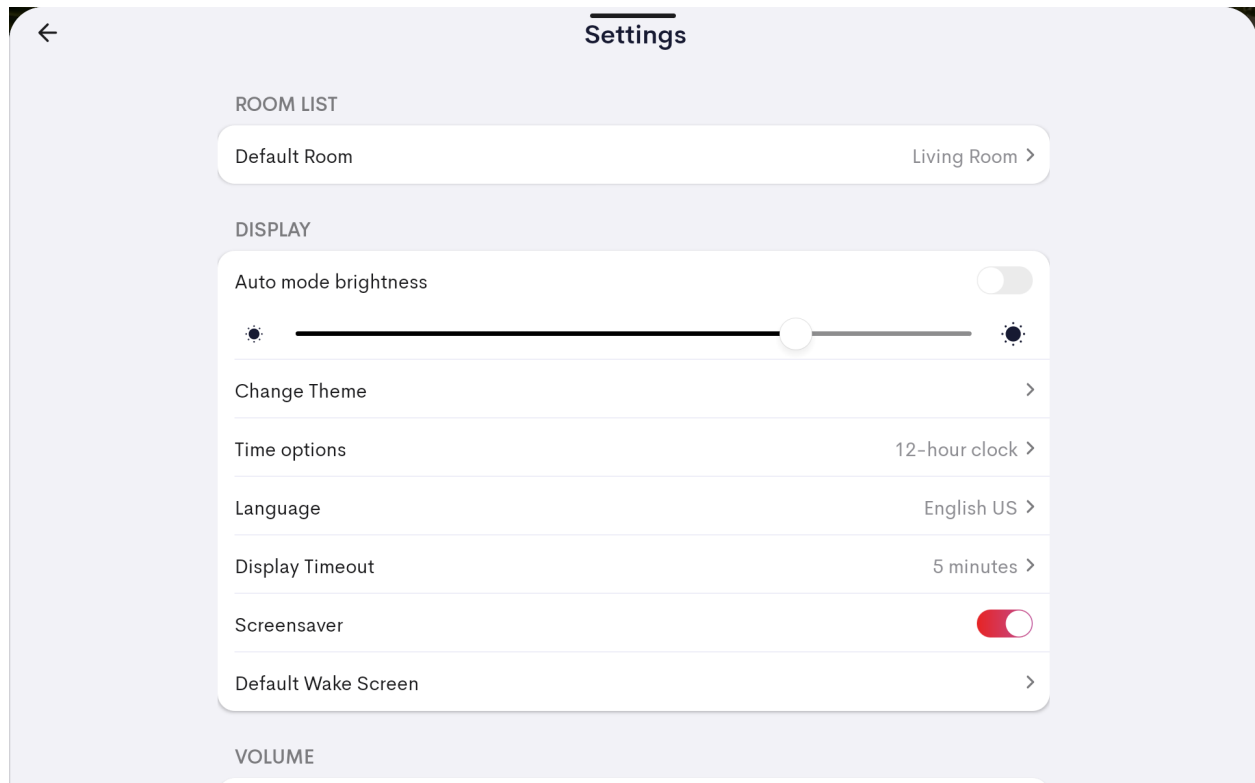 Settings
ROOM LIST
Default Room Living Room
DISPLAY
Auto mode brightness
Change Theme
Time options 12-hour clock
Language English US
Display Timeout 5 minutes
Screensaver
Default Wake Screen
VOLUME